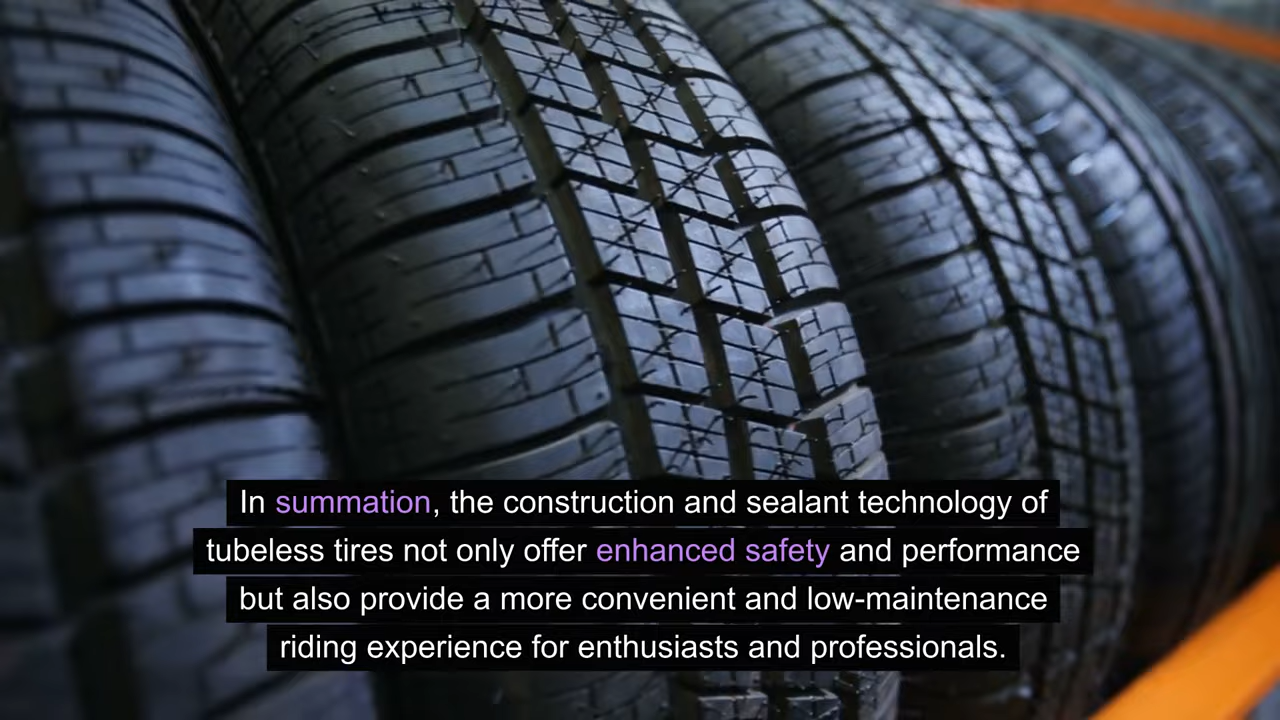 In summation, the construction and sealant technology of
tubeless tires not only offer enhanced safety and performance
but also provide a more convenient and low-maintenance
riding experience for enthusiasts and professionals.